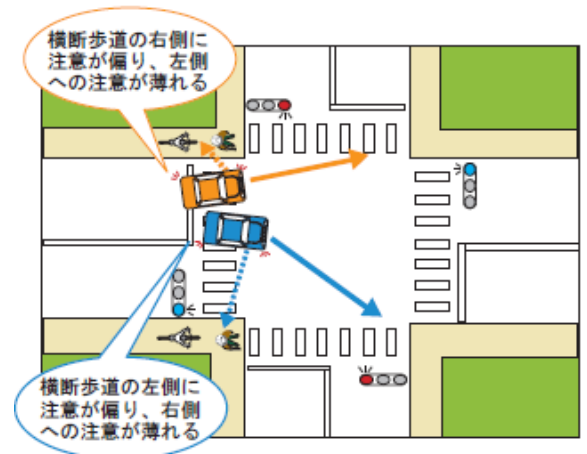 横断歩道の右側に
注意が偏り、左側
への注意が薄れる
横断歩道の左側に
注意が偏り、右側
への注意が薄れる